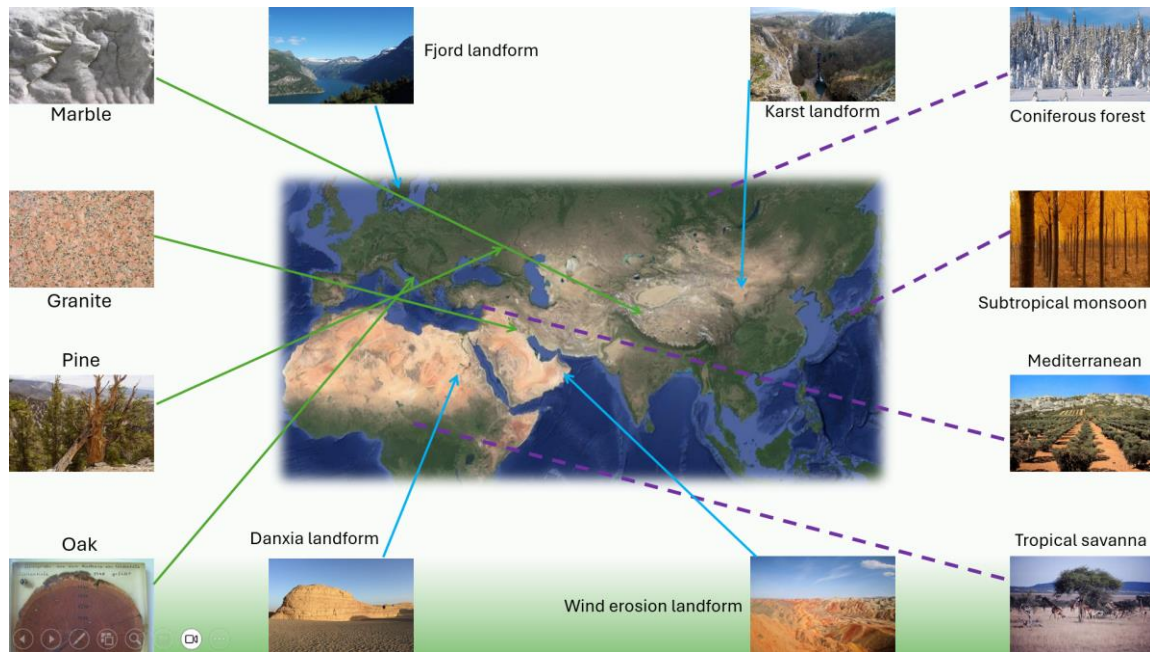 Fjord landform
Karst landform
Marble
Coniferous forest
Granite
Subtropical monsoon
Pine
Mediterranean
Oak
Danxia landform
Wind erosion landform
Tropical savanna